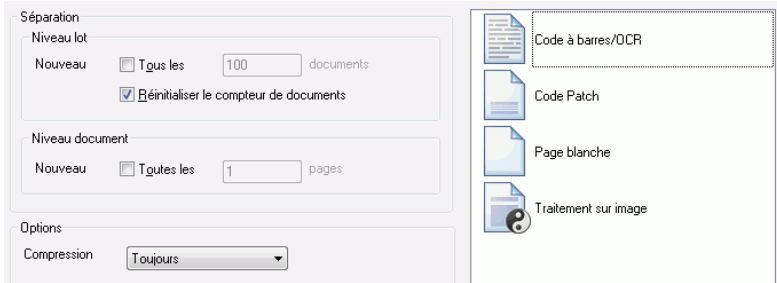 Séparation
Niveau lot
Nouveau Tous les 100 documents
Réinitialiser le compteur de documents
Niveau document
Nouveau Toutes les 1 pages
Options
Compression Toujours
Code à barres/OCR
Code Patch
Page blanche
Traitement sur image